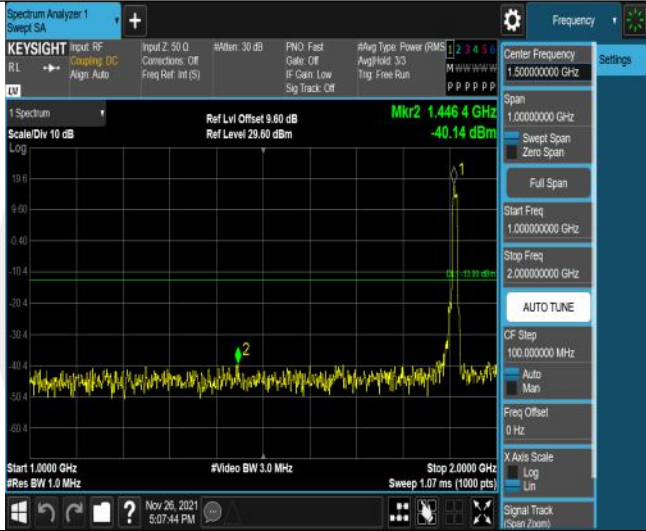 Spectrum Analyzer 1
Swept SA
+
Frequency
KEYSIGHT
RL
LV
Input: RF
Coupling: DC
Align: Auto
Input Z: 50 Ω
Corrections: Off
Freq Ref: Int (S)
#Atten: 30 dB
PNO: Fast
Gate: Off
IF Gain: Low
Sig Track: Off
#Avg Type: Power (RMS
Avg|Hold: 3/3
Trig: Free Run
1 2 3 4 5 6
M W W W W W
P P P P P P
1 Spectrum
Scale/Div 10 dB
Log
Ref Lvl Offset 9.60 dB
Ref Level 29.60 dBm
Mkr2 1.446 4 GHz
-40.14 dBm
19.6
9.60
-0.40
-10.4
-20.4
-30.4
-40.4
-50.4
-60.4
1
DL1 -13.00 dBm
2
Start 1.0000 GHz
#Res BW 1.0 MHz
#Video BW 3.0 MHz
Stop 2.0000 GHz
Sweep 1.07 ms (1000 pts)
Nov 26, 2021
5:07:44 PM
Center Frequency
1.500000000 GHz
Span
1.00000000 GHz
Swept Span
Zero Span
Full Span
Start Freq
1.000000000 GHz
Stop Freq
2.000000000 GHz
AUTO TUNE
CF Step
100.000000 MHz
Auto
Man
Freq Offset
0 Hz
X Axis Scale
Log
Lin
Signal Track
(Span Zoom)
Settings